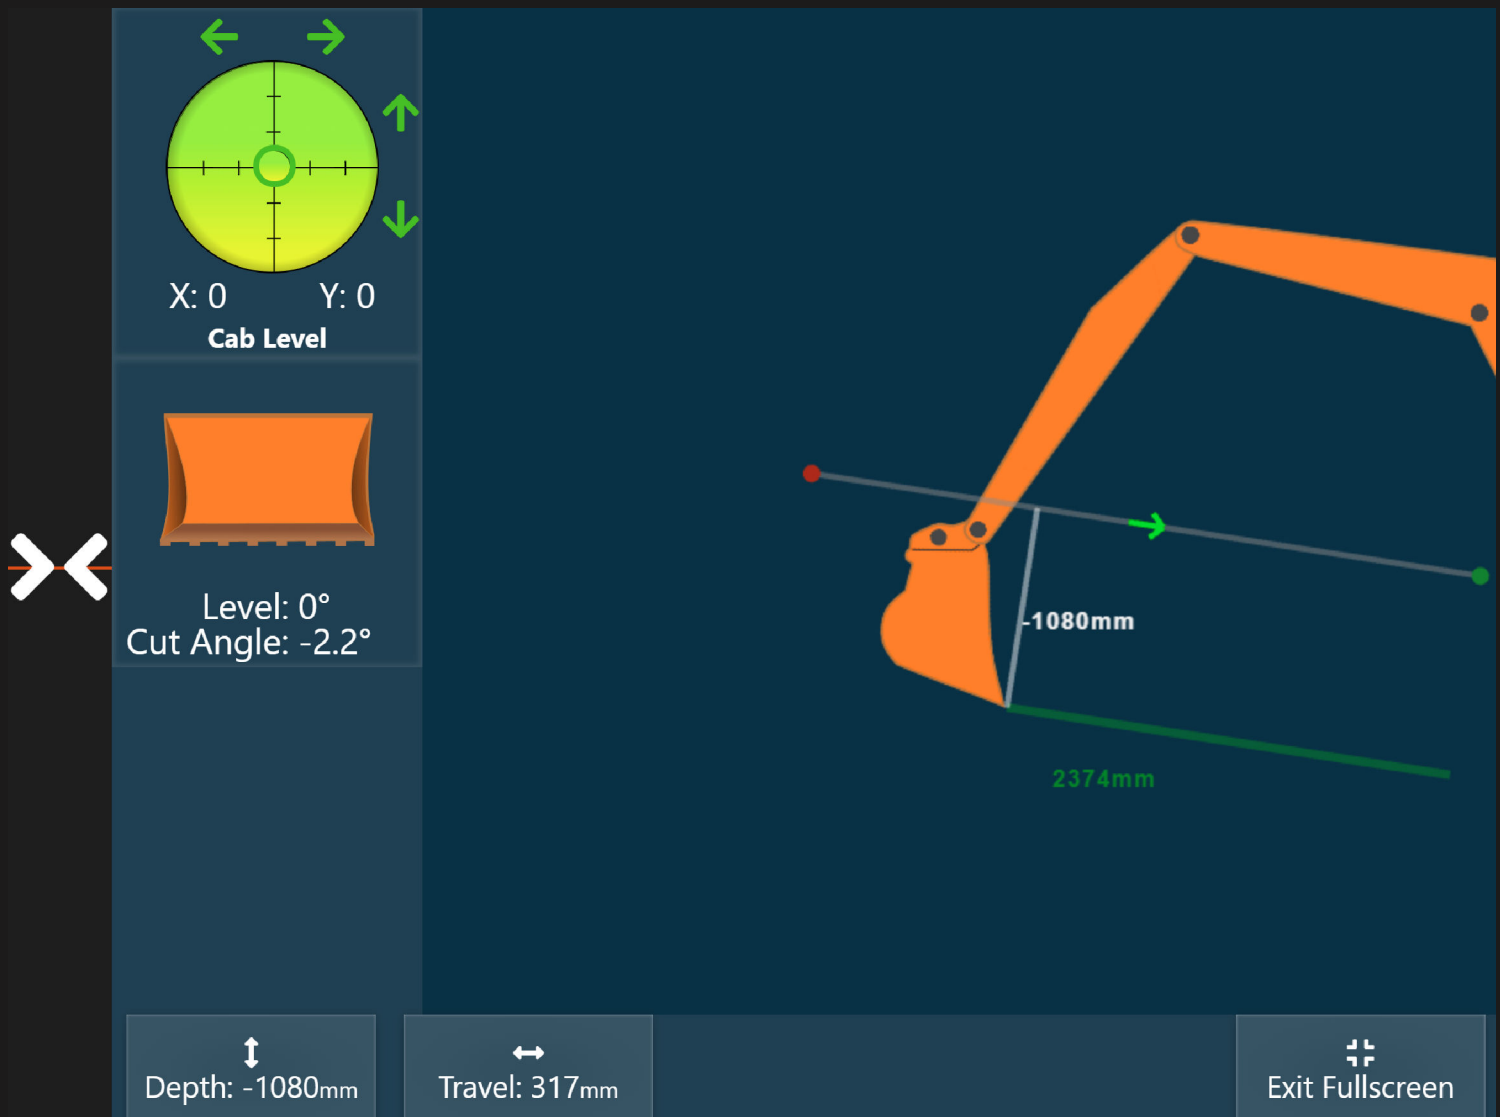 X: 0 Y: 0
Cab Level
Level: 0°
Cut Angle: -2.2°
-1080mm
2374mm
Depth: -1080mm
Travel: 317mm
Exit Fullscreen